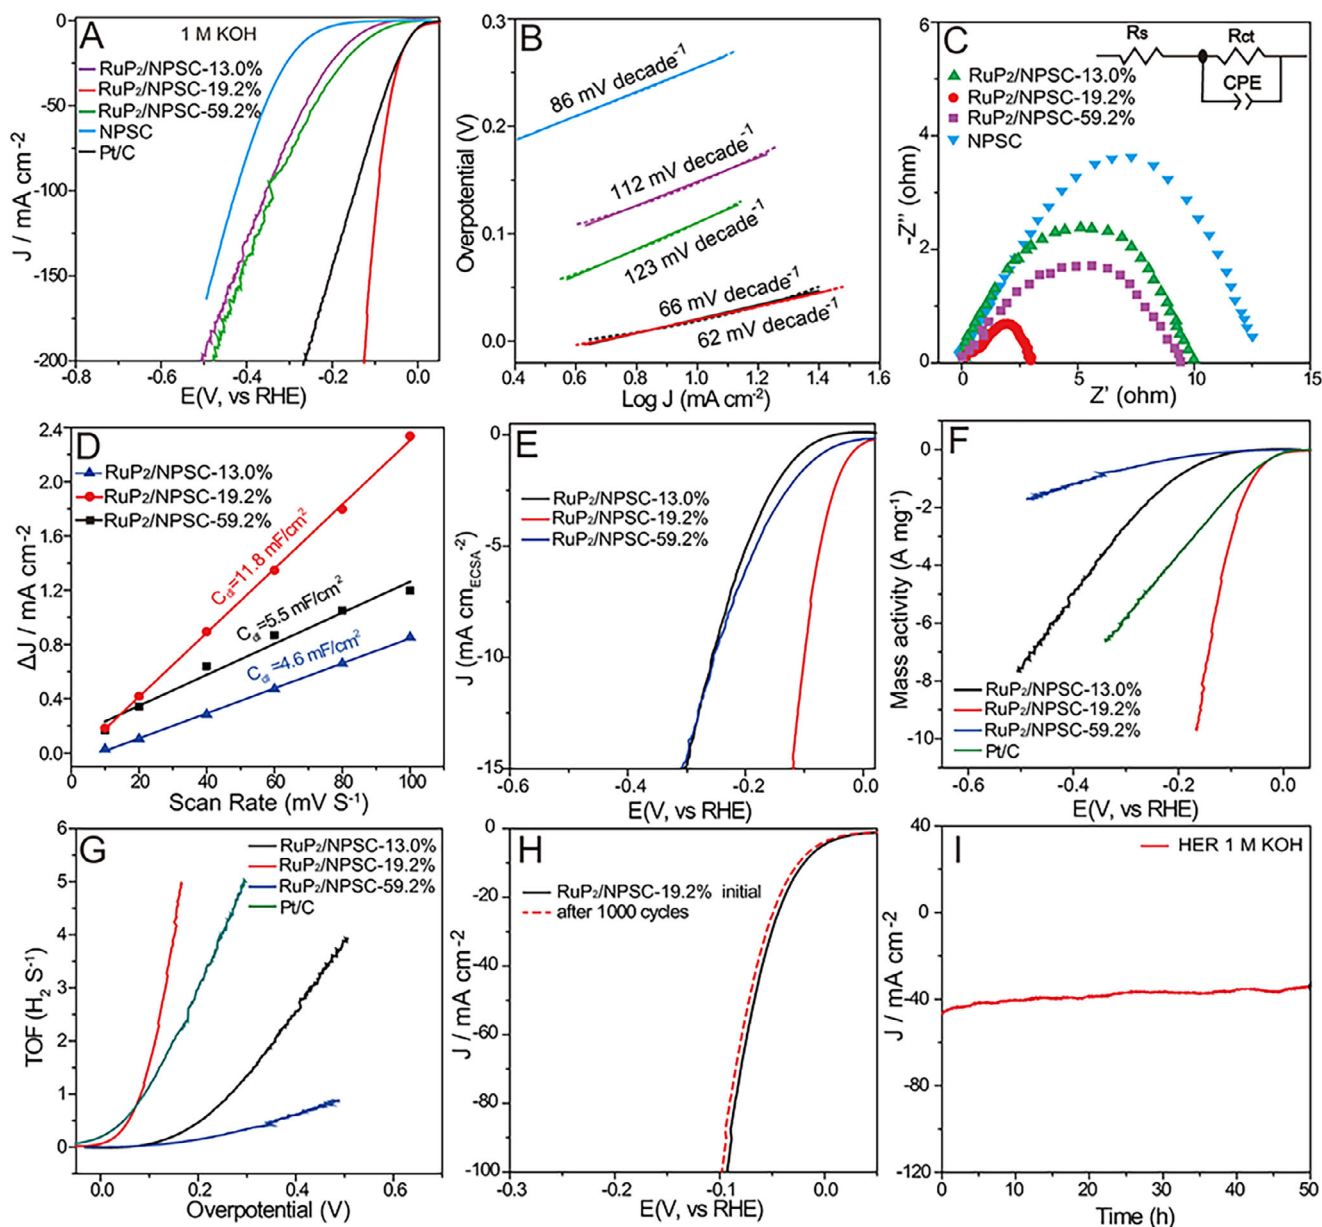 A
1 M KOH
RuP₂/NPSC-13.0%
RuP₂/NPSC-19.2%
RuP₂/NPSC-59.2%
NPSC
Pt/C
0
-50
-100
-150
-200
J / mA cm-2
-0.8 -0.6 -0.4 -0.2 0.0
E(V, vs RHE)
B
86 mV decade⁻¹
112 mV decade⁻¹
123 mV decade⁻¹
66 mV decade⁻¹
62 mV decade⁻¹
0.3
0.2
0.1
0.0
Overpotential (V)
0.4 0.6 0.8 1.0 1.2 1.4 1.6
Log J (mA cm⁻²)
C
Rs Rct
CPE
RuP₂/NPSC-13.0%
RuP₂/NPSC-19.2%
RuP₂/NPSC-59.2%
NPSC
6
4
2
0
-Z'' (ohm)
0 5 10 15
Z' (ohm)
D
RuP₂/NPSC-13.0%
RuP₂/NPSC-19.2%
RuP₂/NPSC-59.2%
Cdl=11.8 mF/cm²
Cdl=5.5 mF/cm²
Cdl=4.6 mF/cm²
2.4
2.0
1.6
1.2
0.8
0.4
0.0
ΔJ / mA cm-2
0 20 40 60 80 100
Scan Rate (mV S⁻¹)
E
RuP₂/NPSC-13.0%
RuP₂/NPSC-19.2%
RuP₂/NPSC-59.2%
0
-5
-10
-15
J (mA cmECSA⁻²)
-0.6 -0.4 -0.2 0.0
E(V, vs RHE)
F
RuP₂/NPSC-13.0%
RuP₂/NPSC-19.2%
RuP₂/NPSC-59.2%
Pt/C
0
-2
-4
-6
-8
-10
Mass activity (A mg⁻¹)
-0.6 -0.4 -0.2 0.0
E(V, vs RHE)
G
RuP₂/NPSC-13.0%
RuP₂/NPSC-19.2%
RuP₂/NPSC-59.2%
Pt/C
6
5
4
3
2
1
0
TOF (H₂ S⁻¹)
0.0 0.2 0.4 0.6
Overpotential (V)
H
RuP₂/NPSC-19.2% initial
after 1000 cycles
0
-20
-40
-60
-80
-100
J / mA cm-2
-0.3 -0.2 -0.1 0.0
E(V, vs RHE)
I
HER 1 M KOH
40
0
-40
-80
-120
J / mA cm-2
0 10 20 30 40 50
Time (h)